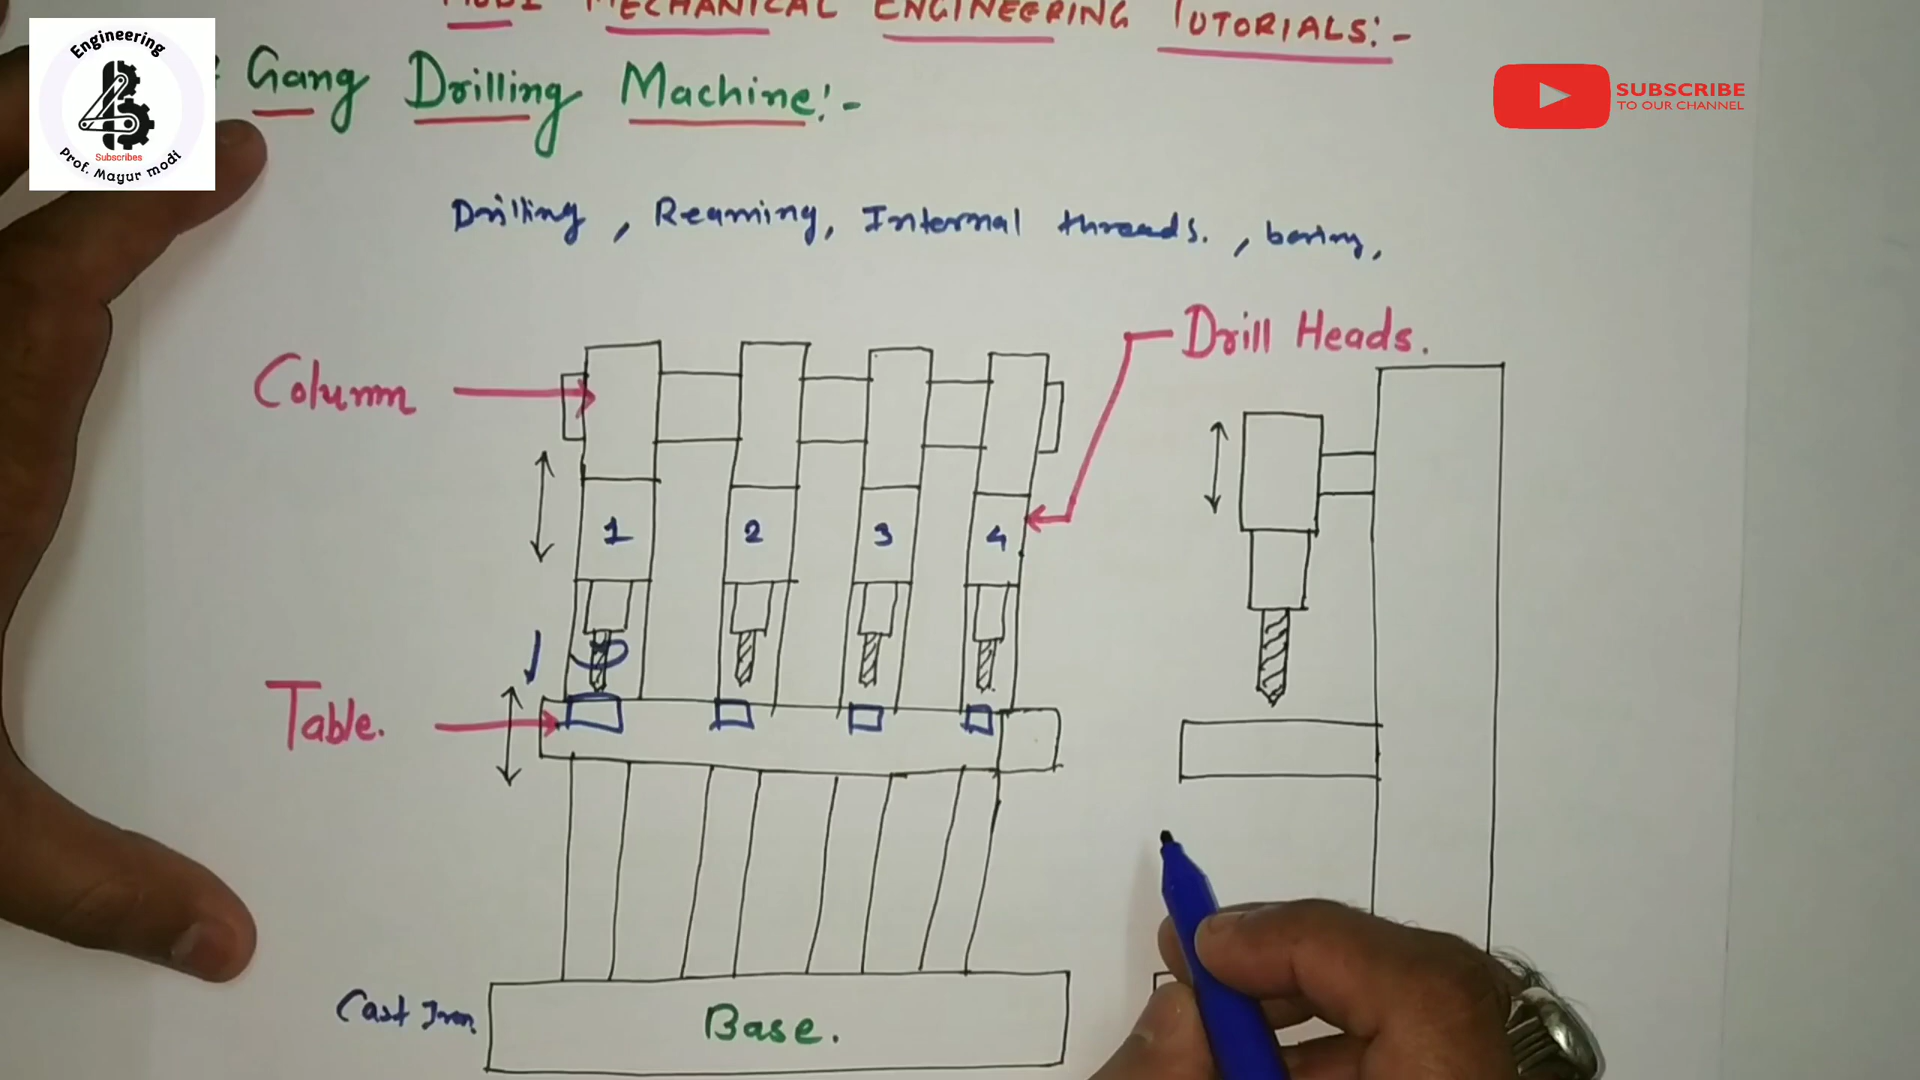 MODI MECHANICAL ENGINEERING TUTORIALS:-
Engineering
Subscribes
Prof. Mayur modi
Gang Drilling Machine:-
SUBSCRIBE
TO OUR CHANNEL
Drilling, Reaming, Internal threads., boring,
Drill Heads.
Column
1 2 3 4
Table.
Cast Iron
Base.